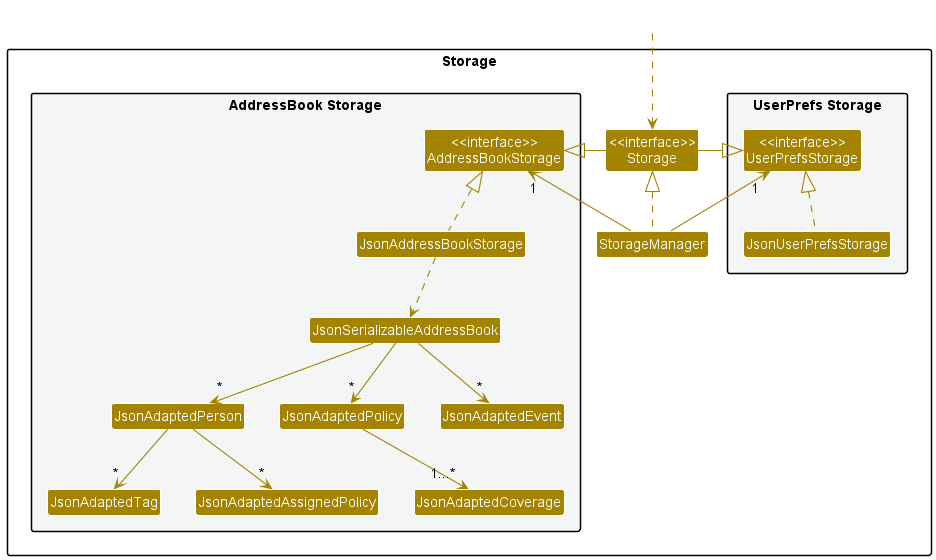 Storage
AddressBook Storage
UserPrefs Storage
<<interface>>
AddressBookStorage
<<interface>>
Storage
<<interface>>
UserPrefsStorage
1
1
JsonAddressBookStorage
StorageManager
JsonUserPrefsStorage
JsonSerializableAddressBook
*
*
*
JsonAdaptedPerson
JsonAdaptedPolicy
JsonAdaptedEvent
*
*
1...*
JsonAdaptedTag
JsonAdaptedAssignedPolicy
JsonAdaptedCoverage